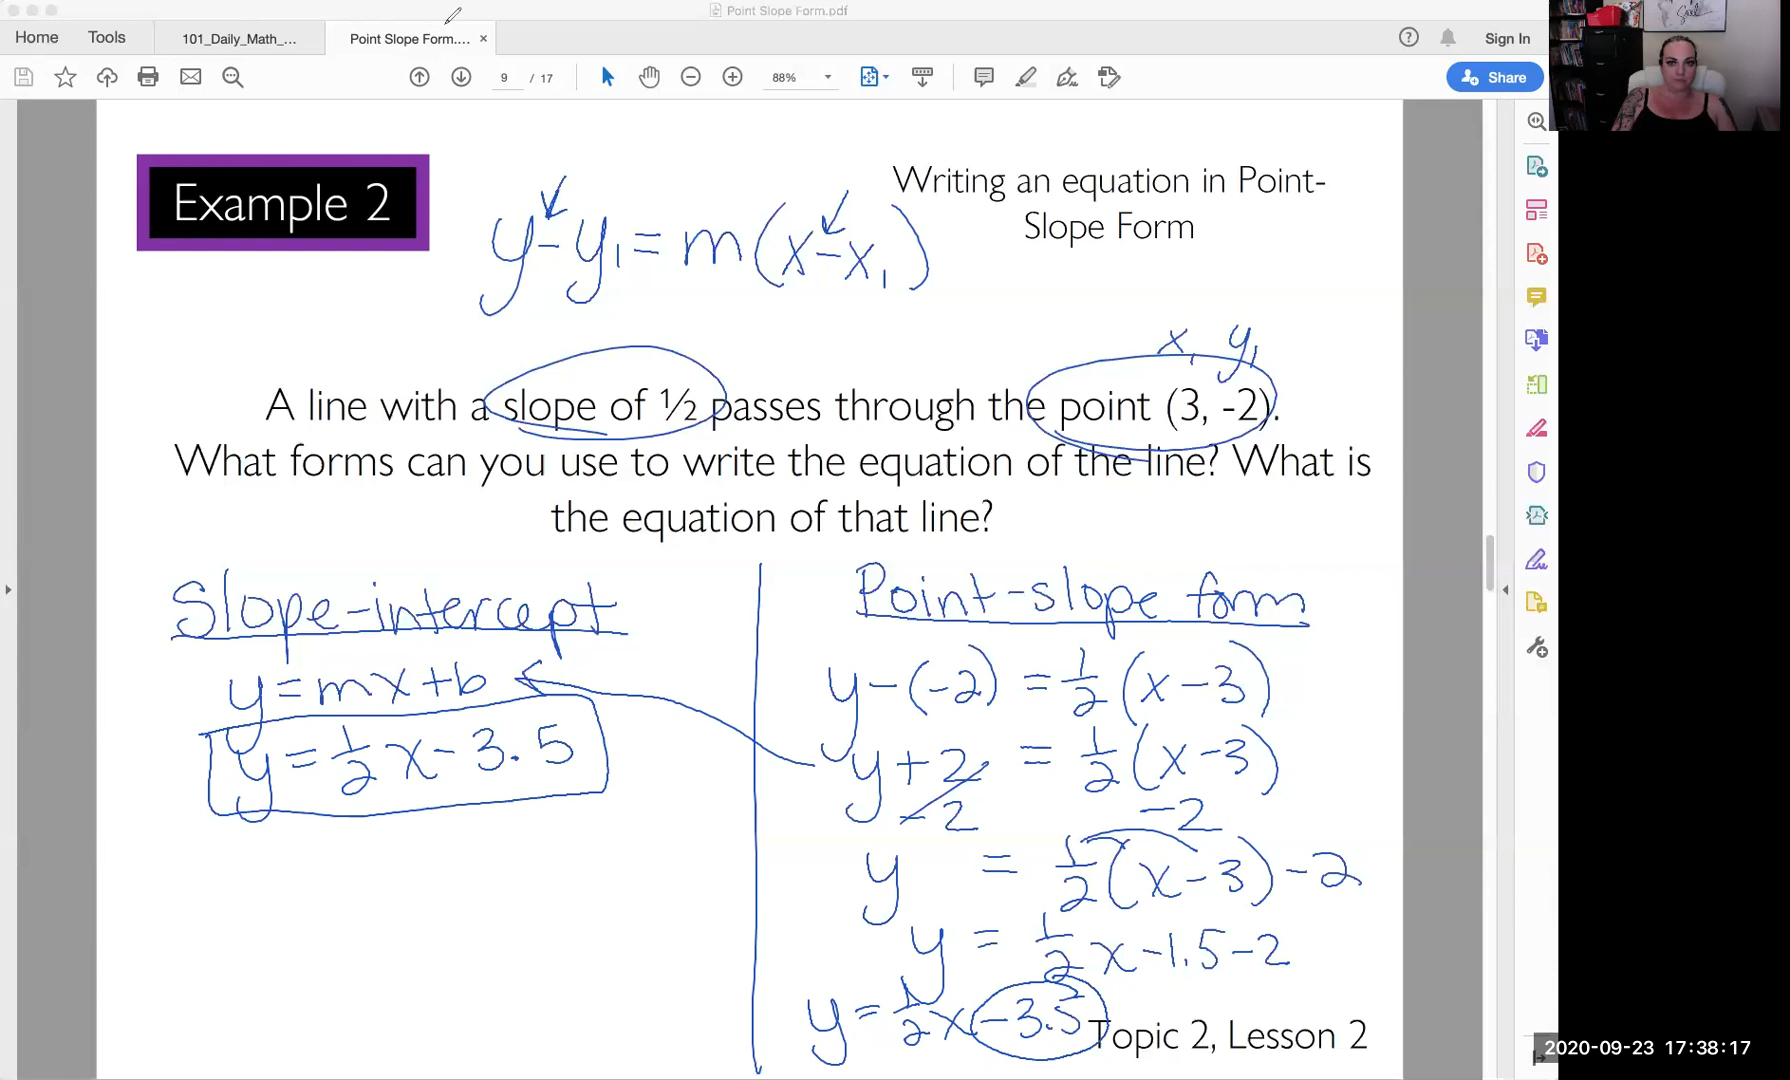 Point Slope Form.pdf
Home Tools 101_Daily_Math_... Point Slope Form.... × Sign In
9 / 17 88% Share
Example 2
Writing an equation in Point-
Slope Form
y - y₁ = m(x - x₁)
x₁ y₁
A line with a slope of ½ passes through the point (3, -2).
What forms can you use to write the equation of the line? What is
the equation of that line?
Slope-intercept
y = mx + b
y = 1/2 x - 3.5
Point-slope form
y - (-2) = 1/2 (x - 3)
y + 2 = 1/2 (x - 3)
-2 -2
y = 1/2 (x - 3) - 2
y = 1/2 x - 1.5 - 2
y = 1/2 x - 3.5
Topic 2, Lesson 2
2020-09-23 17:38:17